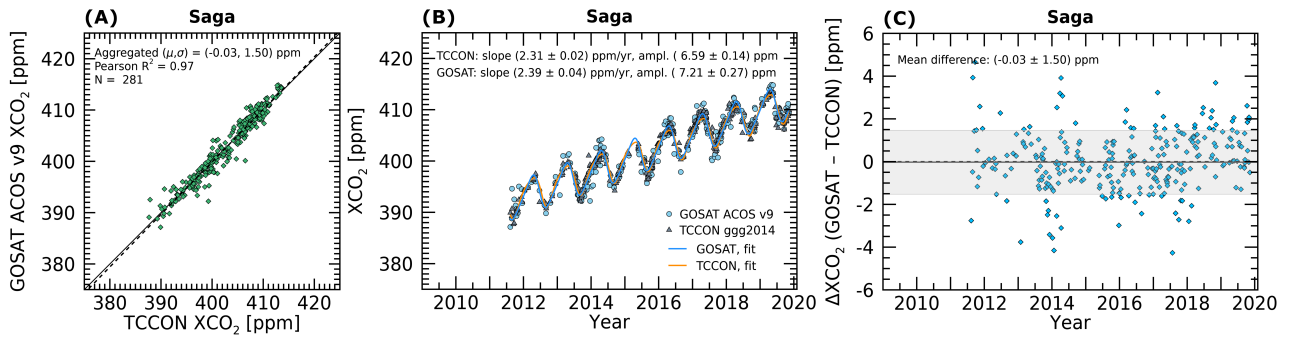 (A)
Saga
Aggregated (μ,σ) = (-0.03, 1.50) ppm
Pearson R² = 0.97
N = 281
GOSAT ACOS v9 XCO₂ [ppm]
420
410
400
390
380
380 390 400 410 420
TCCON XCO₂ [ppm]
(B)
Saga
TCCON: slope (2.31 ± 0.02) ppm/yr, ampl. ( 6.59 ± 0.14) ppm
GOSAT: slope (2.39 ± 0.04) ppm/yr, ampl. ( 7.21 ± 0.27) ppm
XCO₂ [ppm]
420
410
400
390
380
GOSAT ACOS v9
TCCON ggg2014
GOSAT, fit
TCCON, fit
2010 2012 2014 2016 2018 2020
Year
(C)
Saga
Mean difference: (-0.03 ± 1.50) ppm
ΔXCO₂ (GOSAT − TCCON) [ppm]
6
4
2
0
-2
-4
-6
2010 2012 2014 2016 2018 2020
Year